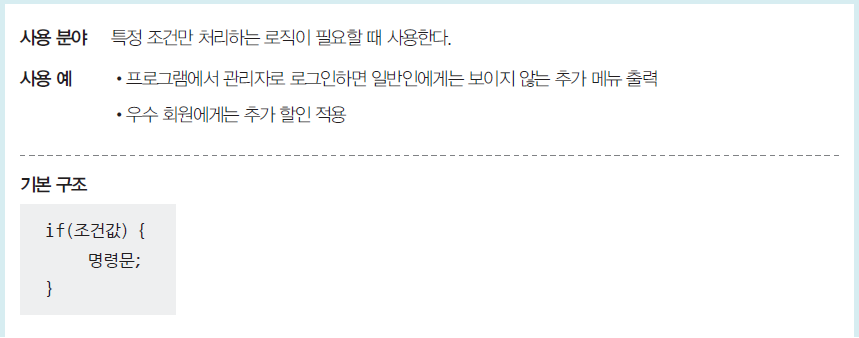 사용 분야 특정 조건만 처리하는 로직이 필요할 때 사용한다.
사용 예 • 프로그램에서 관리자로 로그인하면 일반인에게는 보이지 않는 추가 메뉴 출력
• 우수 회원에게는 추가 할인 적용
기본 구조
if(조건값) {
명령문;
}